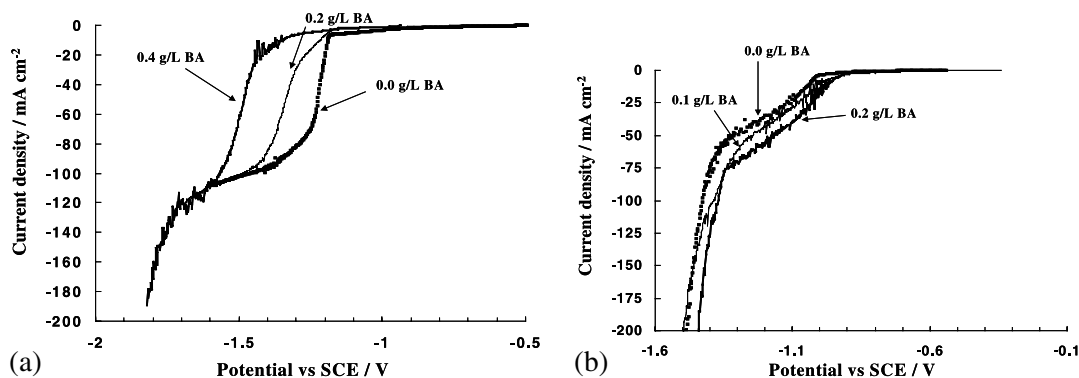 0
-20
-40
-60
-80
-100
-120
-140
-160
-180
-200
-2
-1.5
-1
-0.5
Current density / mA cm-2
Potential vs SCE / V
0.4 g/L BA
0.2 g/L BA
0.0 g/L BA
(a)
0
-25
-50
-75
-100
-125
-150
-175
-200
-1.6
-1.1
-0.6
-0.1
Current density / mA cm-2
Potential vs SCE / V
0.0 g/L BA
0.1 g/L BA
0.2 g/L BA
(b)